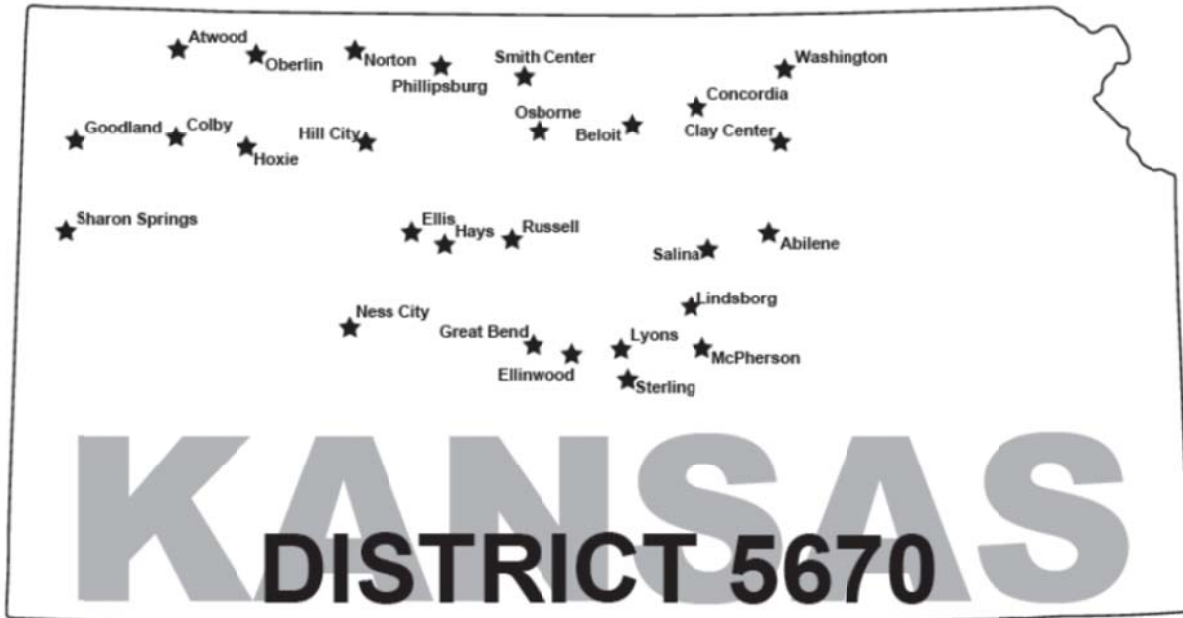 Atwood
Oberlin
Norton
Phillipsburg
Smith Center
Washington
Concordia
Goodland
Colby
Hoxie
Hill City
Osborne
Beloit
Clay Center
Sharon Springs
Ellis
Hays
Russell
Salina
Abilene
Lindsborg
Ness City
Great Bend
Ellinwood
Lyons
McPherson
Sterling
KANSAS
DISTRICT 5670